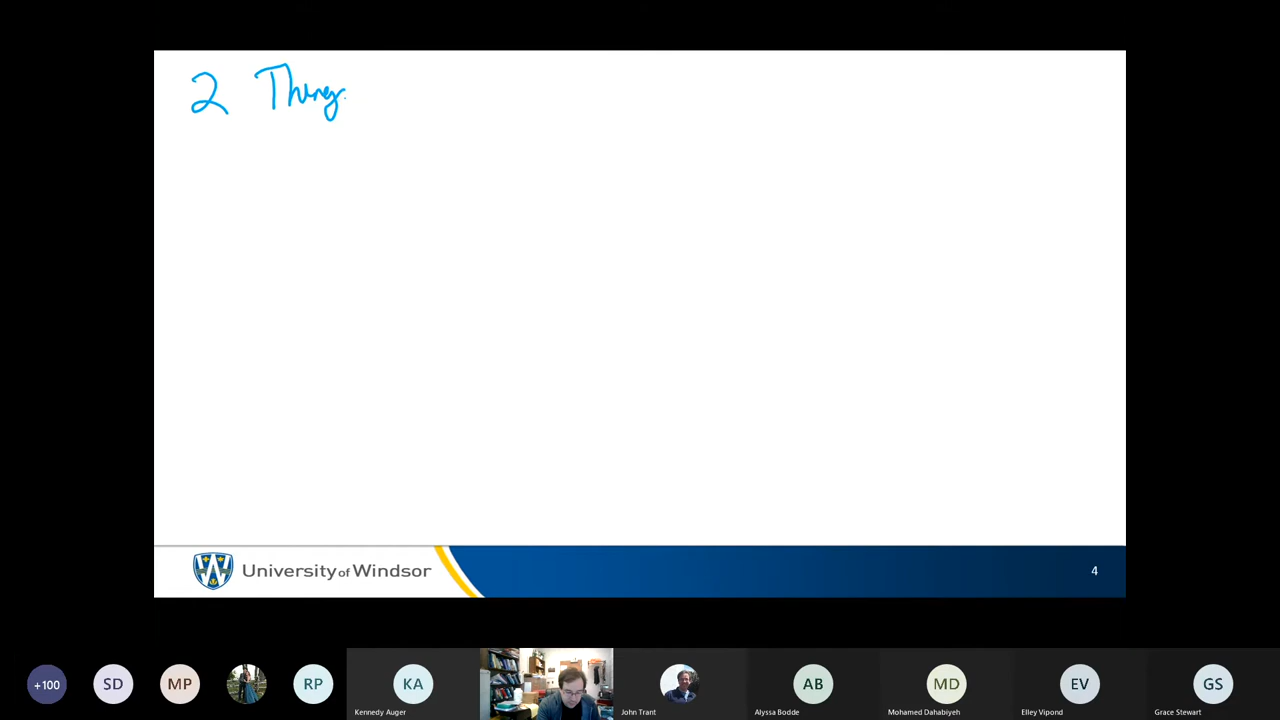 2 Things
University of Windsor
4
+100
SD
MP
RP
KA
AB
MD
EV
GS
Kennedy Auger
John Trant
Alyssa Bodde
Mohamed Dahabiyeh
Elley Vipond
Grace Stewart